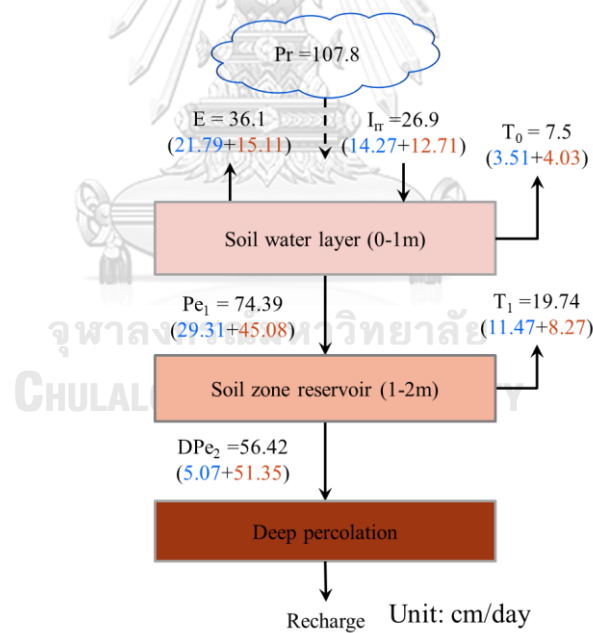 Pr =107.8
E = 36.1
(21.79+15.11)
Irr =26.9
(14.27+12.71)
T0 = 7.5
(3.51+4.03)
Soil water layer (0-1m)
Pe1 = 74.39
(29.31+45.08)
T1 =19.74
(11.47+8.27)
Soil zone reservoir (1-2m)
CHULAL
Y
DPe2 =56.42
(5.07+51.35)
Deep percolation
Recharge
Unit: cm/day